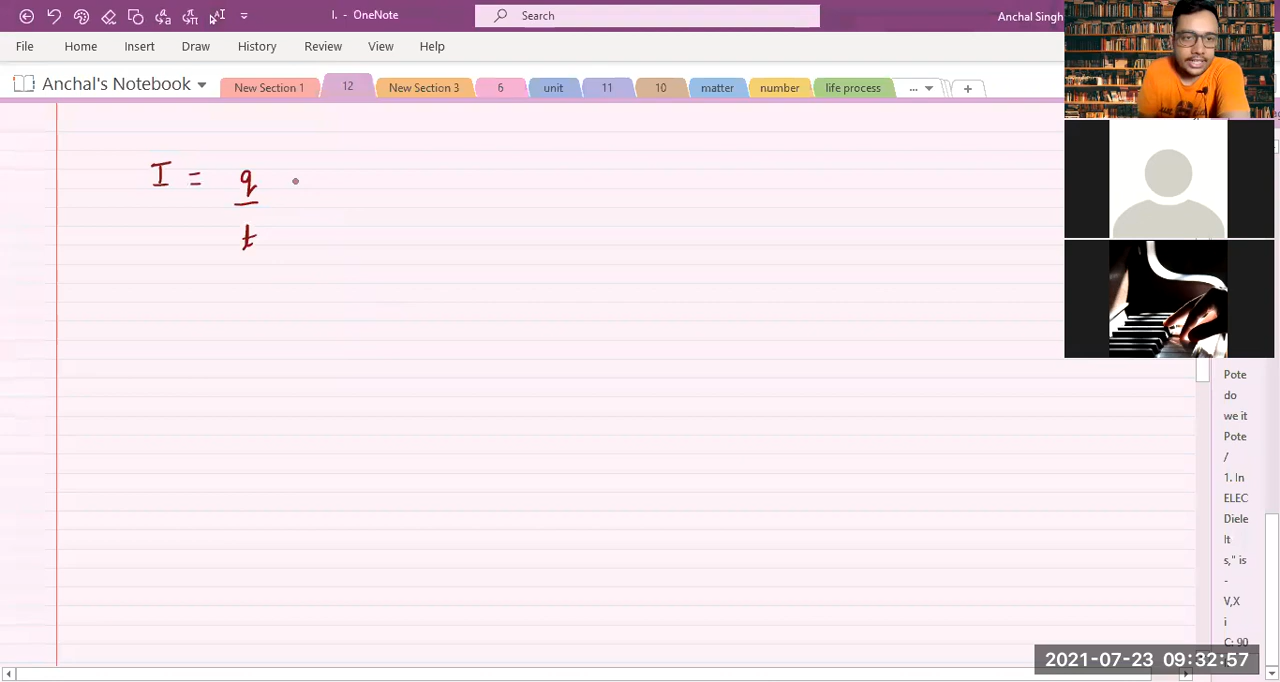 I. - OneNote
Search
Anchal Singh
File Home Insert Draw History Review View Help
Anchal's Notebook
New Section 1 12 New Section 3 6 unit 11 10 matter number life process ... +
I = q
t
Pote
do
we it
Pote
/
1. In
ELEC
Diele
It
s," is
-
V,X
i
C: 90
2021-07-23 09:32:57